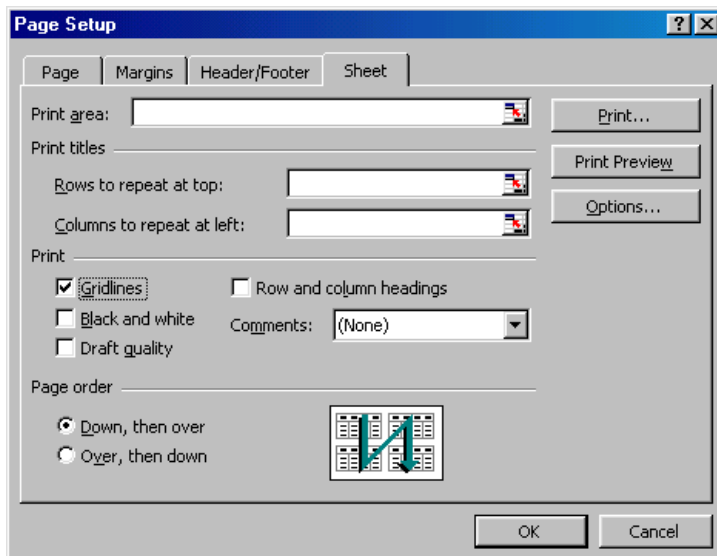 Page Setup
?
Page
Margins
Header/Footer
Sheet
Print area:
Print...
Print titles
Print Preview
Rows to repeat at top:
Options...
Columns to repeat at left:
Print
Gridlines
Row and column headings
Black and white
Comments:
(None)
Draft quality
Page order
Down, then over
Over, then down
OK
Cancel